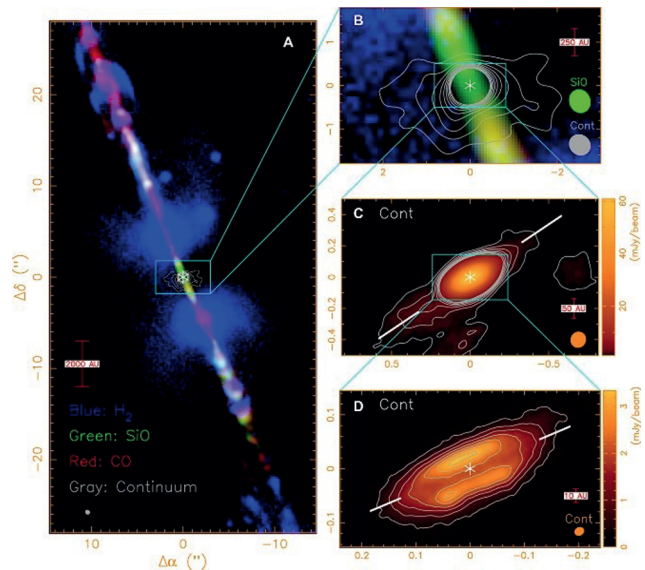 A
20
10
0
-10
-20
Δδ (")
2000 AU
Blue: H₂
Green: SiO
Red: CO
Gray: Continuum
10
0
-10
Δα (")
B
250 AU
SiO
Cont
1
0
-1
2
0
-2
C
Cont
0.4
0.2
0
-0.2
-0.4
50 AU
0.5
0
-0.5
60
40
20
(mJy/beam)
D
Cont
0.1
0
-0.1
10 AU
Cont
0.2
0.1
0
-0.1
-0.2
3
2
1
0
(mJy/beam)